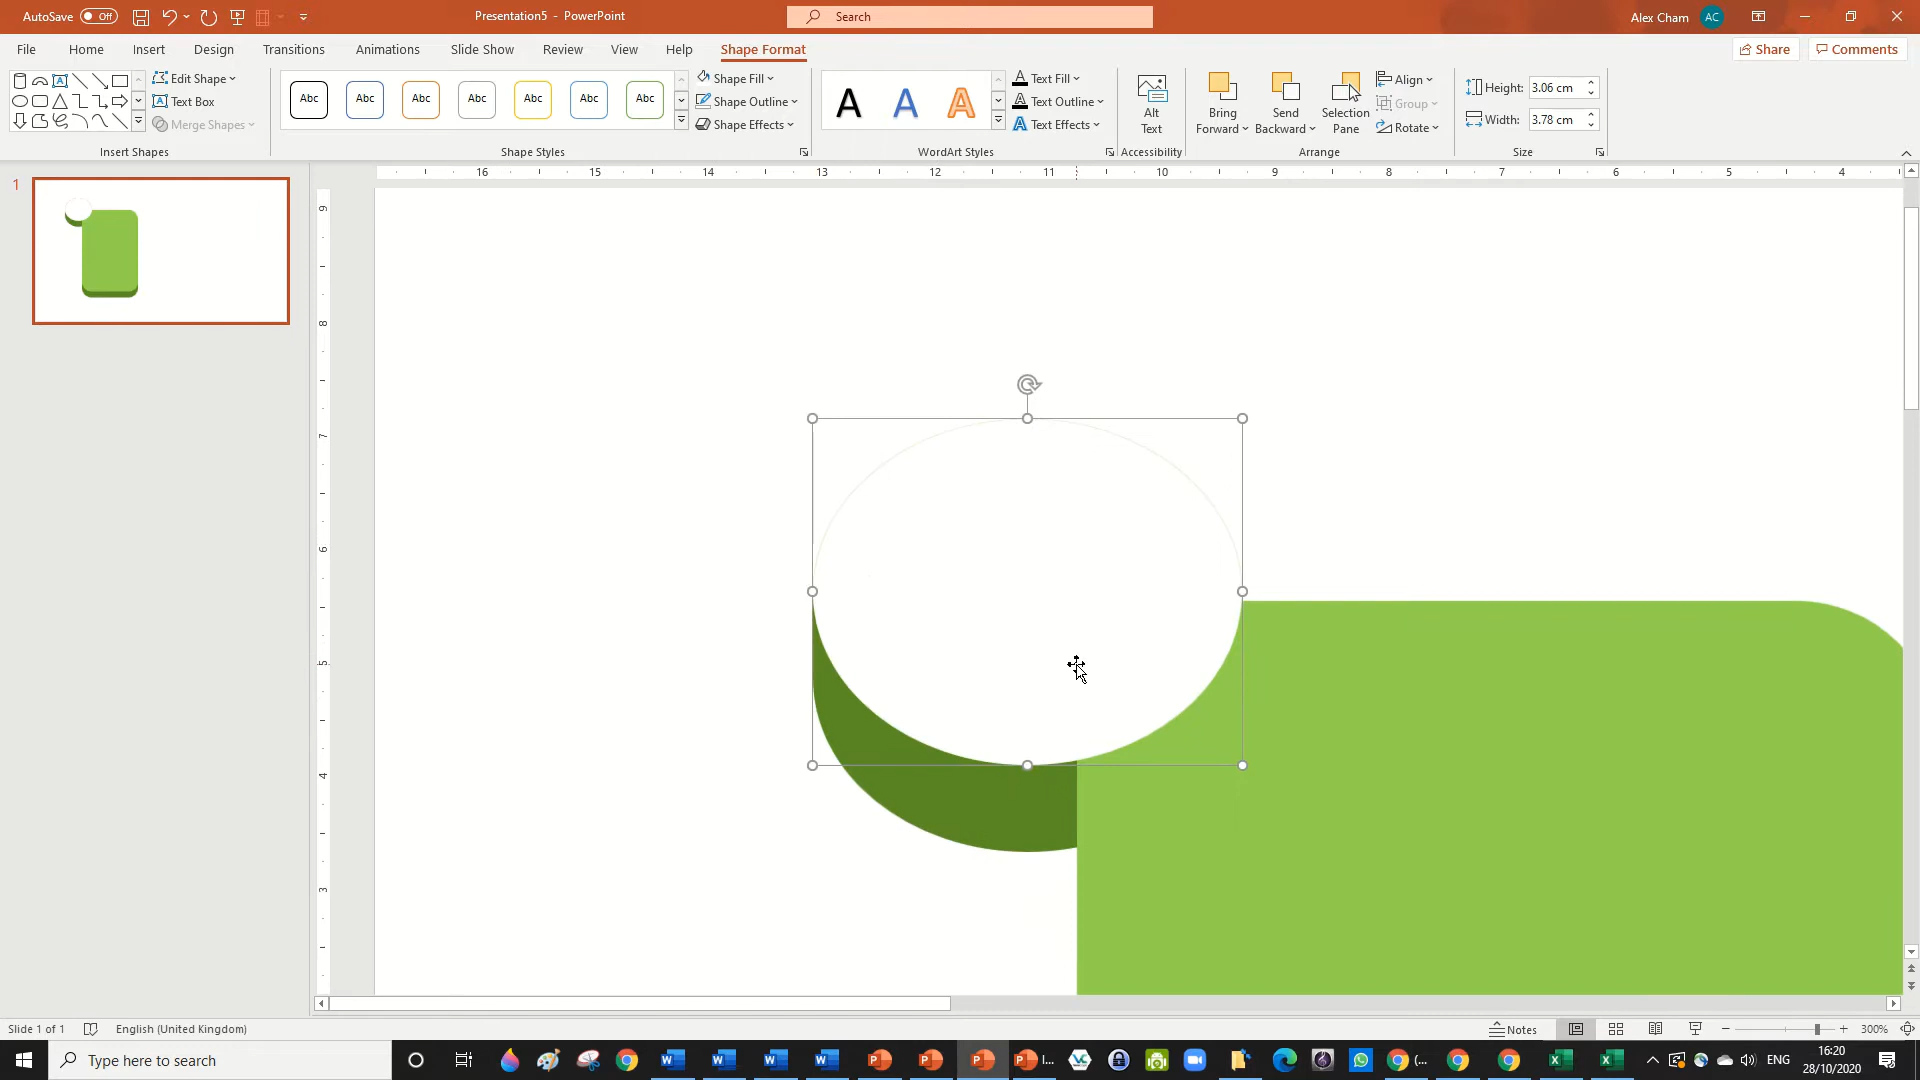 AutoSave Off
Presentation5 - PowerPoint
Search
Alex Cham AC
File Home Insert Design Transitions Animations Slide Show Review View Help Shape Format
Share Comments
Edit Shape
Text Box
Merge Shapes
Insert Shapes
Abc Abc Abc Abc Abc Abc Abc
Shape Fill
Shape Outline
Shape Effects
Shape Styles
A A A
Text Fill
Text Outline
Text Effects
WordArt Styles
Alt
Text
Accessibility
Bring
Forward
Send
Backward
Selection
Pane
Align
Group
Rotate
Arrange
Height: 3.06 cm
Width: 3.78 cm
Size
16 15 14 13 12 11 10 9 8 7 6 5 4
9
8
7
6
5
4
3
1
Slide 1 of 1
English (United Kingdom)
Notes
300%
Type here to search
I...
(...
ENG
16:20
28/10/2020